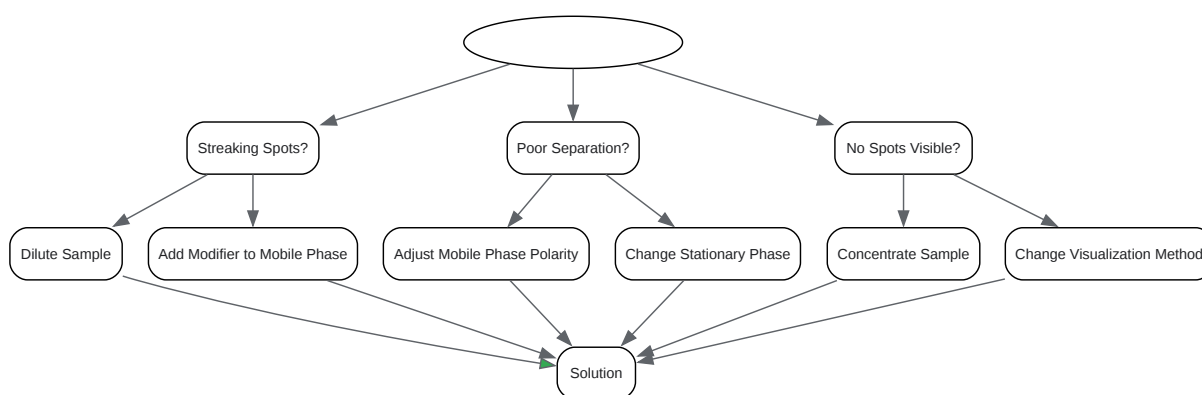 Streaking Spots?
Poor Separation?
No Spots Visible?
Dilute Sample
Add Modifier to Mobile Phase
Adjust Mobile Phase Polarity
Change Stationary Phase
Concentrate Sample
Change Visualization Method
Solution